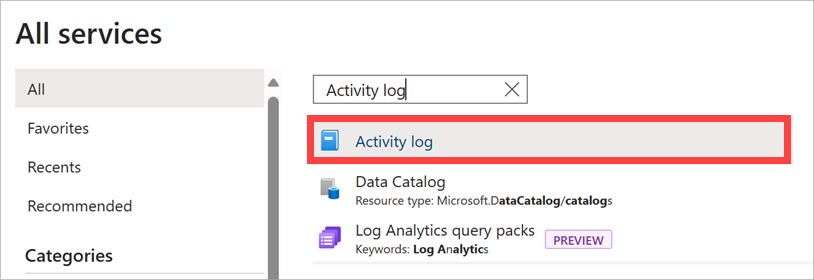 All services
All
Favorites
Recents
Recommended
Categories
Activity log
Activity log
Data Catalog
Resource type: Microsoft.DataCatalog/catalogs
Log Analytics query packs
PREVIEW
Keywords: Log Analytics